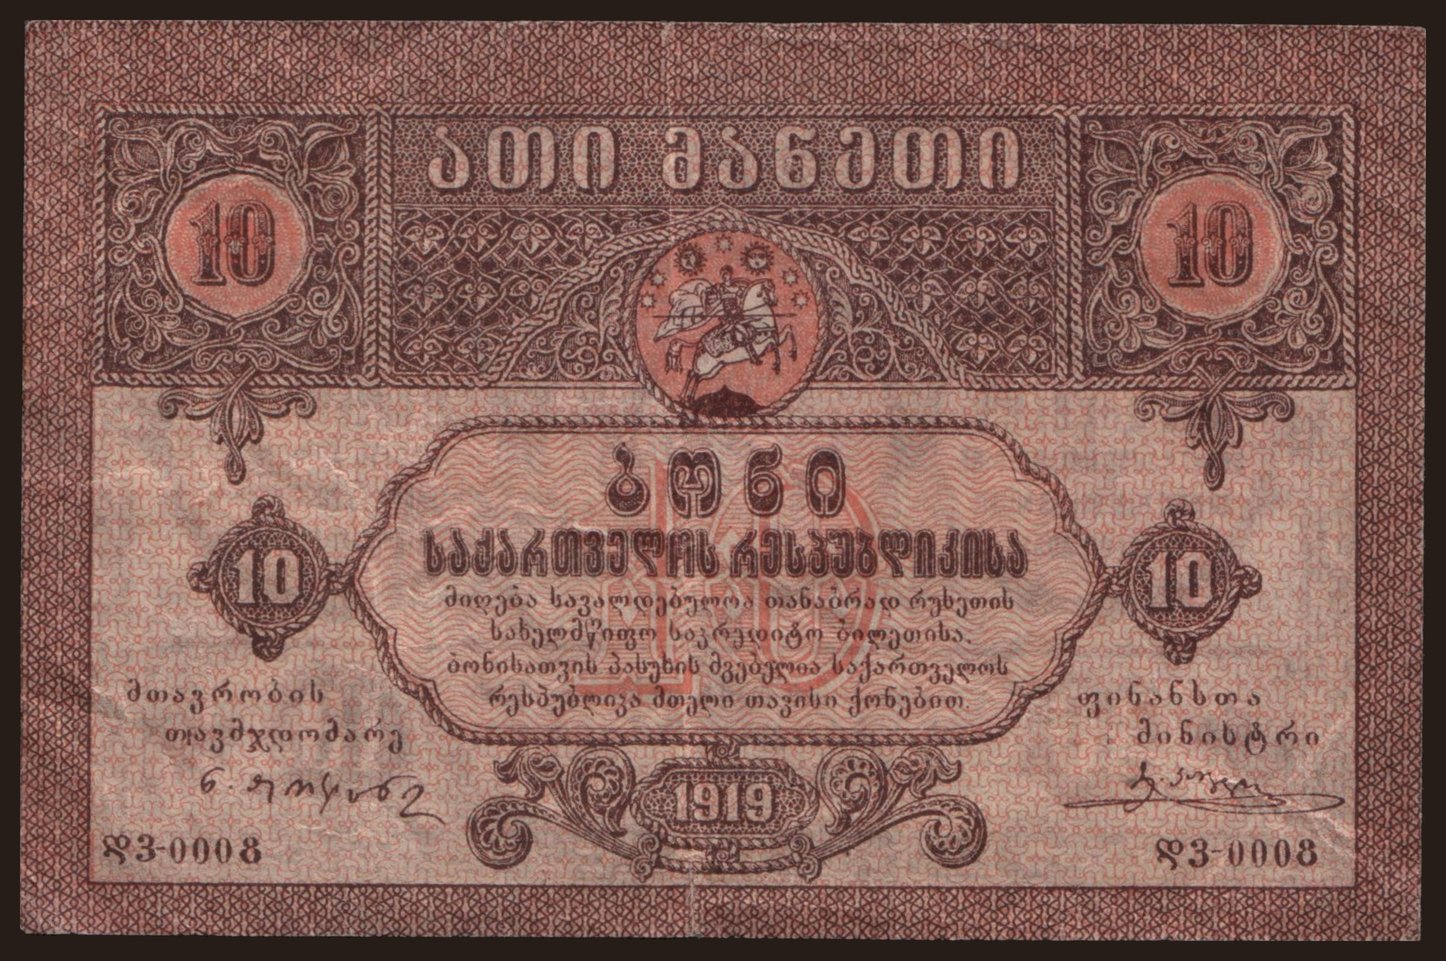 ათი მანეთი
10
10
ბონი
საქართველოს რესპუბლიკისა
10
10
მიღება სავალდებულოა თანაბრად რუსეთის
სახელმწიფო საკრედიტო ბილეთისა.
ბონისათვის პასუხის მგებელია საქართველოს
რესპუბლიკა მთელი თავისი ქონებით.
მთავრობის
თავმჯდომარე
ნ. ჟორდანია
ფინანსთა
მინისტრი
1919
დვ-0008
დვ-0008